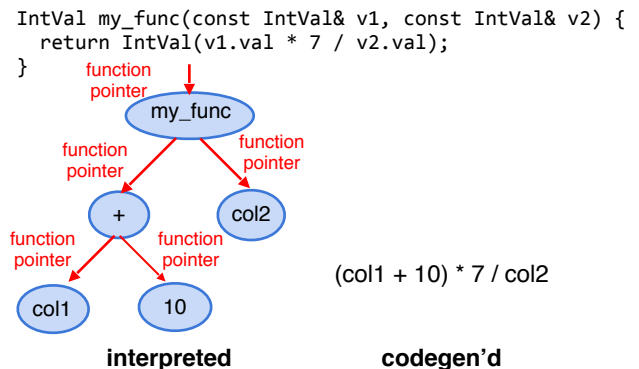 IntVal my_func(const IntVal& v1, const IntVal& v2) {
  return IntVal(v1.val * 7 / v2.val);
}
function
pointer
my_func
function
pointer
function
pointer
+
col2
function
pointer
function
pointer
(col1 + 10) * 7 / col2
col1
10
interpreted
codegen'd